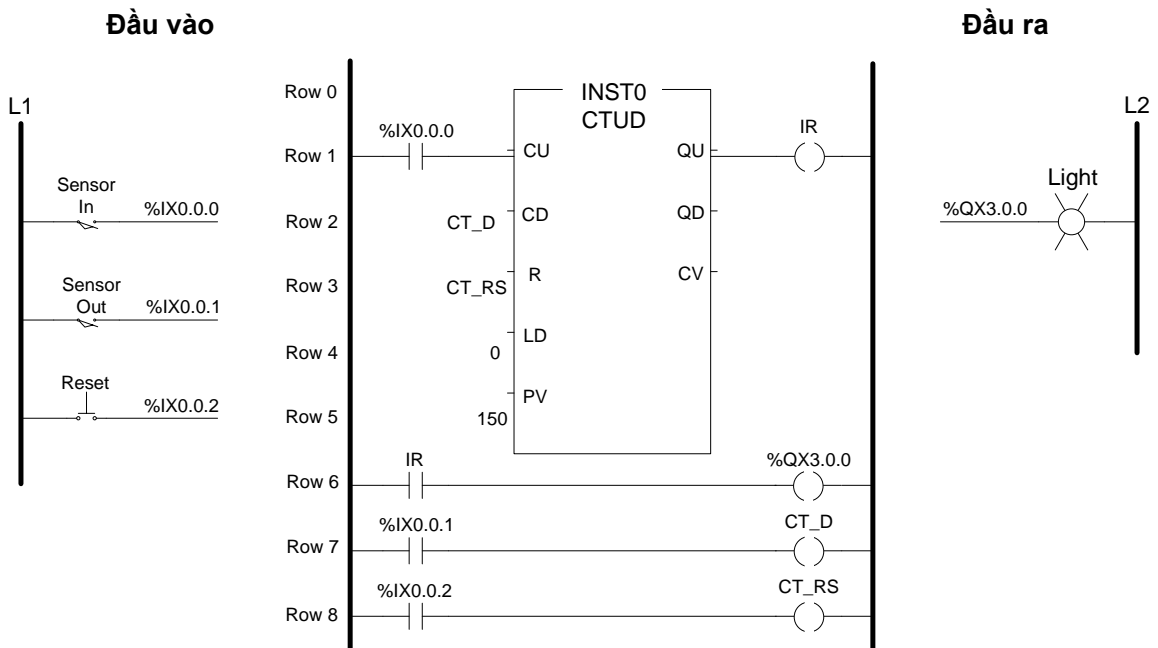 Đầu vào
Đầu ra
L1
Sensor
In
%IX0.0.0
Sensor
Out
%IX0.0.1
Reset
%IX0.0.2
Row 0
Row 1
Row 2
Row 3
Row 4
Row 5
Row 6
Row 7
Row 8
%IX0.0.0
INST0
CTUD
CU
QU
IR
CT_D
CD
QD
CT_RS
R
CV
0
LD
150
PV
IR
%QX3.0.0
%IX0.0.1
CT_D
%IX0.0.2
CT_RS
L2
Light
%QX3.0.0